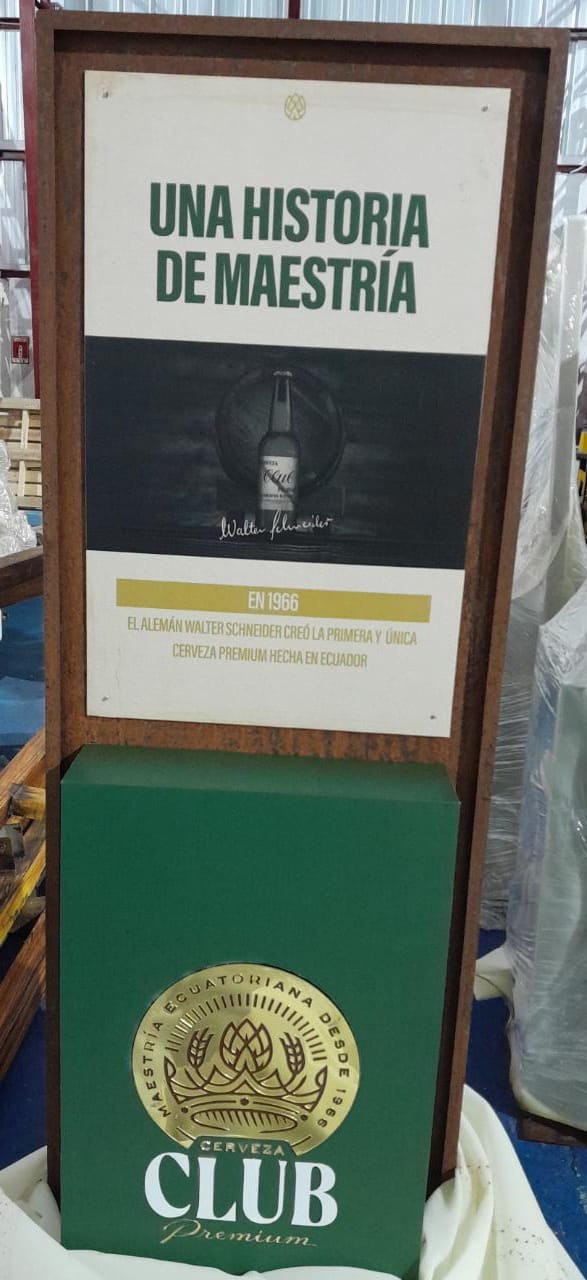 UNA HISTORIA
DE MAESTRÍA
Walter Schneider
EN 1966
EL ALEMÁN WALTER SCHNEIDER CREÓ LA PRIMERA Y ÚNICA
CERVEZA PREMIUM HECHA EN ECUADOR
MAESTRÍA ECUATORIANA DESDE 1966
CERVEZA
CLUB
Premium